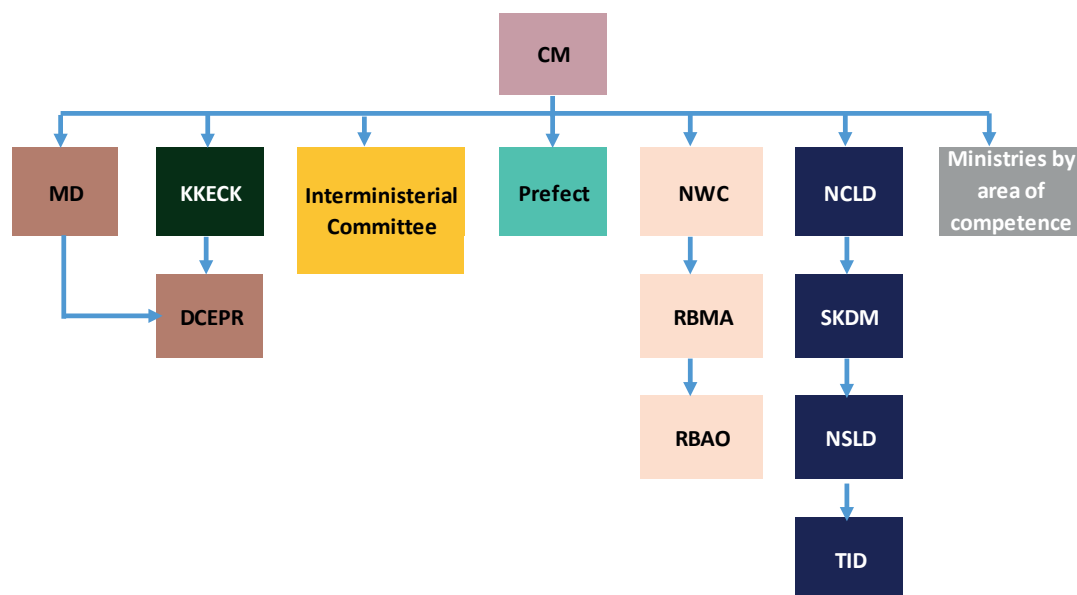 CM
MD
KKECK
Interministerial
Committee
Prefect
NWC
NCLD
Ministries by
area of
competence
DCEPR
RBMA
SKDM
RBAO
NSLD
TID